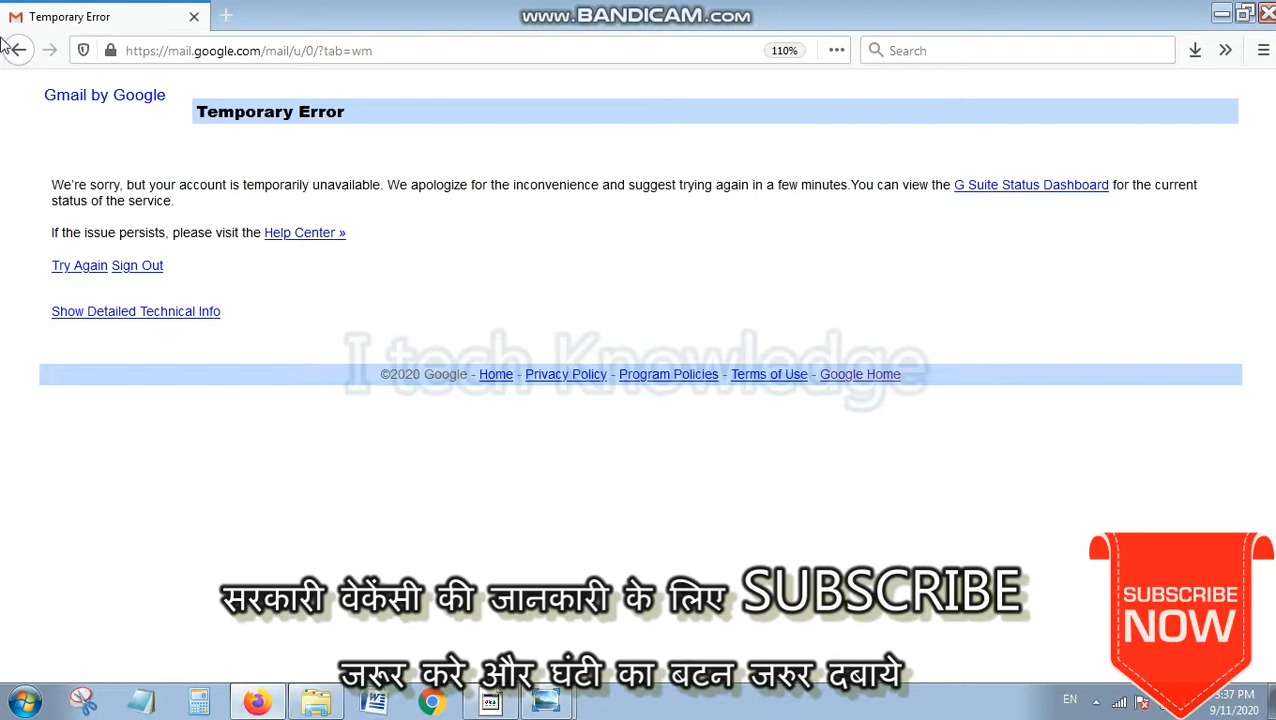 Temporary Error
www.BANDICAM.com
https://mail.google.com/mail/u/0/?tab=wm
110%
Search
Gmail by Google
Temporary Error
We're sorry, but your account is temporarily unavailable. We apologize for the inconvenience and suggest trying again in a few minutes.You can view the G Suite Status Dashboard for the current
status of the service.
If the issue persists, please visit the Help Center »
Try Again Sign Out
Show Detailed Technical Info
I tech Knowledge
©2020 Google - Home - Privacy Policy - Program Policies - Terms of Use - Google Home
सरकारी वेकेंसी की जानकारी के लिए SUBSCRIBE
जरूर करे और घंटी का बटन जरुर दबाये
SUBSCRIBE
NOW
EN
:37 PM
9/11/2020